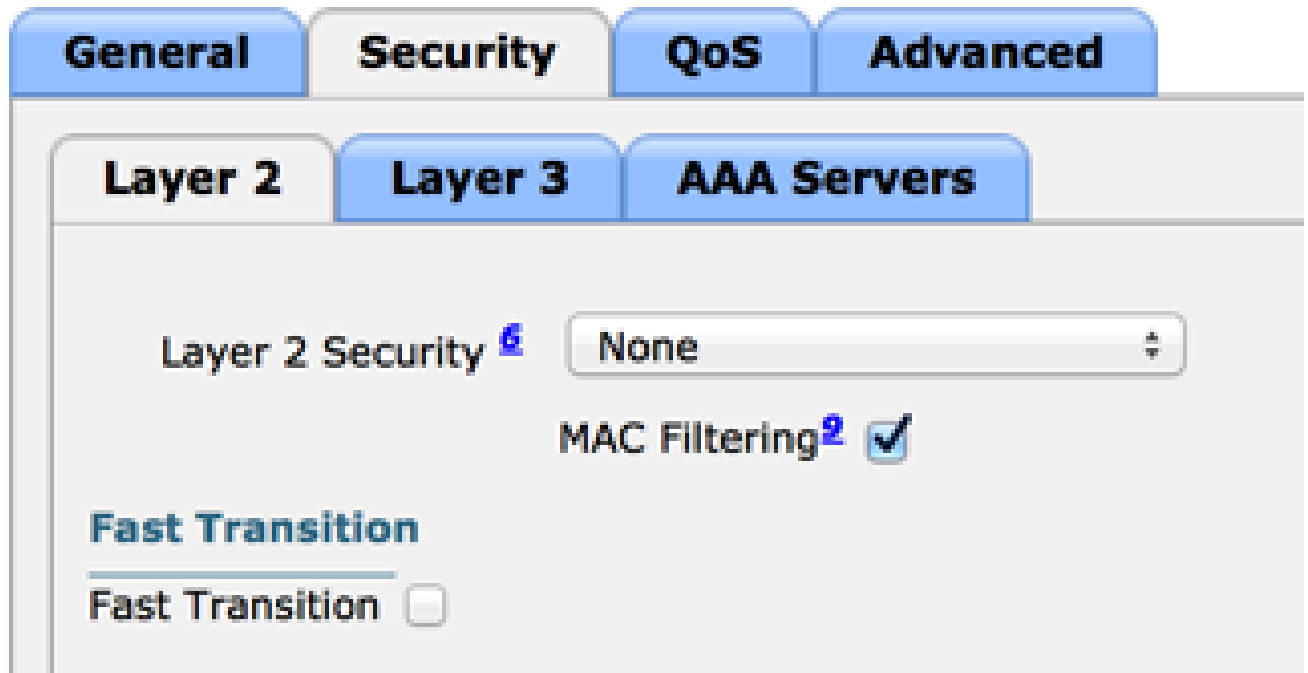 General Security QoS Advanced
Layer 2 Layer 3 AAA Servers
Layer 2 Security 6 None
MAC Filtering 9
Fast Transition
Fast Transition